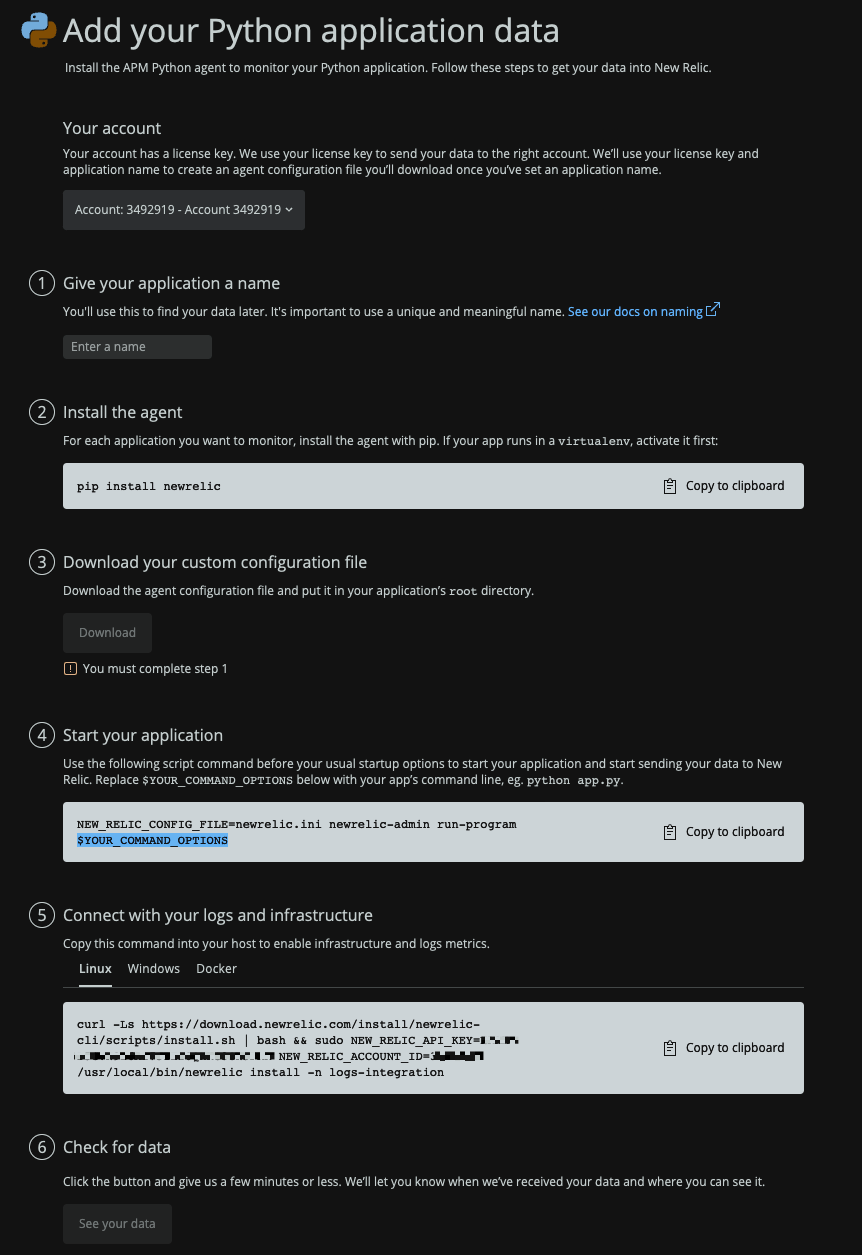 Add your Python application data
Install the APM Python agent to monitor your Python application. Follow these steps to get your data into New Relic.
Your account
Your account has a license key. We use your license key to send your data to the right account. We'll use your license key and
application name to create an agent configuration file you'll download once you've set an application name.
Account: 3492919 - Account 3492919
1 Give your application a name
You'll use this to find your data later. It's important to use a unique and meaningful name. See our docs on naming
Enter a name
2 Install the agent
For each application you want to monitor, install the agent with pip. If your app runs in a virtualenv, activate it first:
pip install newrelic Copy to clipboard
3 Download your custom configuration file
Download the agent configuration file and put it in your application's root directory.
Download
! You must complete step 1
4 Start your application
Use the following script command before your usual startup options to start your application and start sending your data to New
Relic. Replace $YOUR_COMMAND_OPTIONS below with your app's command line, eg. python app.py.
NEW_RELIC_CONFIG_FILE=newrelic.ini newrelic-admin run-program
$YOUR_COMMAND_OPTIONS
Copy to clipboard
5 Connect with your logs and infrastructure
Copy this command into your host to enable infrastructure and logs metrics.
Linux Windows Docker
curl -Ls https://download.newrelic.com/install/newrelic-
cli/scripts/install.sh | bash && sudo NEW_RELIC_API_KEY=
NEW_RELIC_ACCOUNT_ID=
/usr/local/bin/newrelic install -n logs-integration
Copy to clipboard
6 Check for data
Click the button and give us a few minutes or less. We'll let you know when we've received your data and where you can see it.
See your data